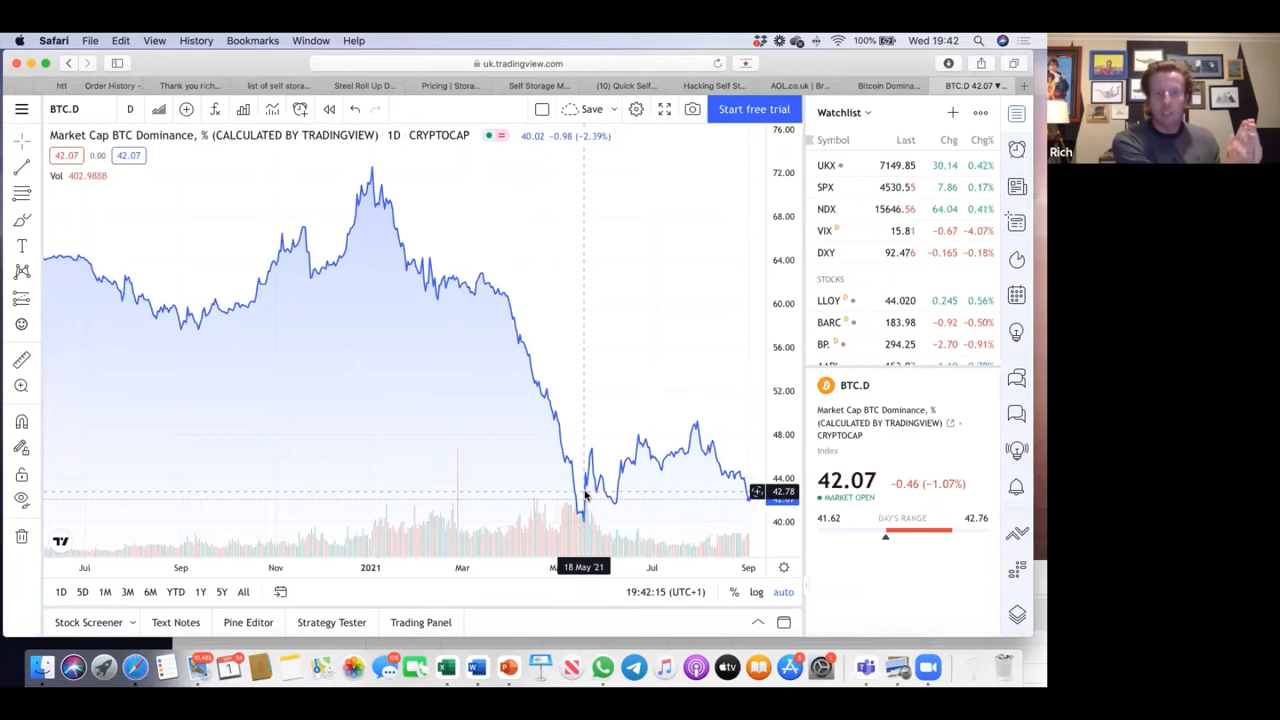 Safari File Edit View History Bookmarks Window Help 100% Wed 19:42
uk.tradingview.com
htt Order History - Thank you rich... list of self stora... Steel Roll Up D... Pricing | Stora... Self Storage M... (10) Quick Self... Hacking Self St... AOL.co.uk | Br... Bitcoin Domina... BTC.D 42.07 ▼...
BTC.D D Save Start free trial
Market Cap BTC Dominance, % (CALCULATED BY TRADINGVIEW) · 1D · CRYPTOCAP 40.02 −0.98 (−2.39%)
42.07 0.00 42.07
Vol 402.988B
76.00
72.00
68.00
64.00
60.00
56.00
52.00
48.00
44.00
42.78
40.00
Jul Sep Nov 2021 Mar 18 May '21 Jul Sep
1D 5D 1M 3M 6M YTD 1Y 5Y All 19:42:15 (UTC+1) % log auto
Stock Screener Text Notes Pine Editor Strategy Tester Trading Panel
Watchlist
Symbol Last Chg Chg%
UKX 7149.85 30.14 0.42%
SPX 4530.55 7.86 0.17%
NDX 15646.56 64.04 0.41%
VIX D 15.81 −0.67 −4.07%
DXY 92.476 −0.165 −0.18%
STOCKS
LLOY D 44.020 0.245 0.56%
BARC D 183.98 −0.92 −0.50%
BP. D 294.25 −2.70 −0.91%
BTC.D
Market Cap BTC Dominance, %
(CALCULATED BY TRADINGVIEW) ·
CRYPTOCAP
Index
42.07 −0.46 (−1.07%)
MARKET OPEN
41.62 DAY'S RANGE 42.76
Rich